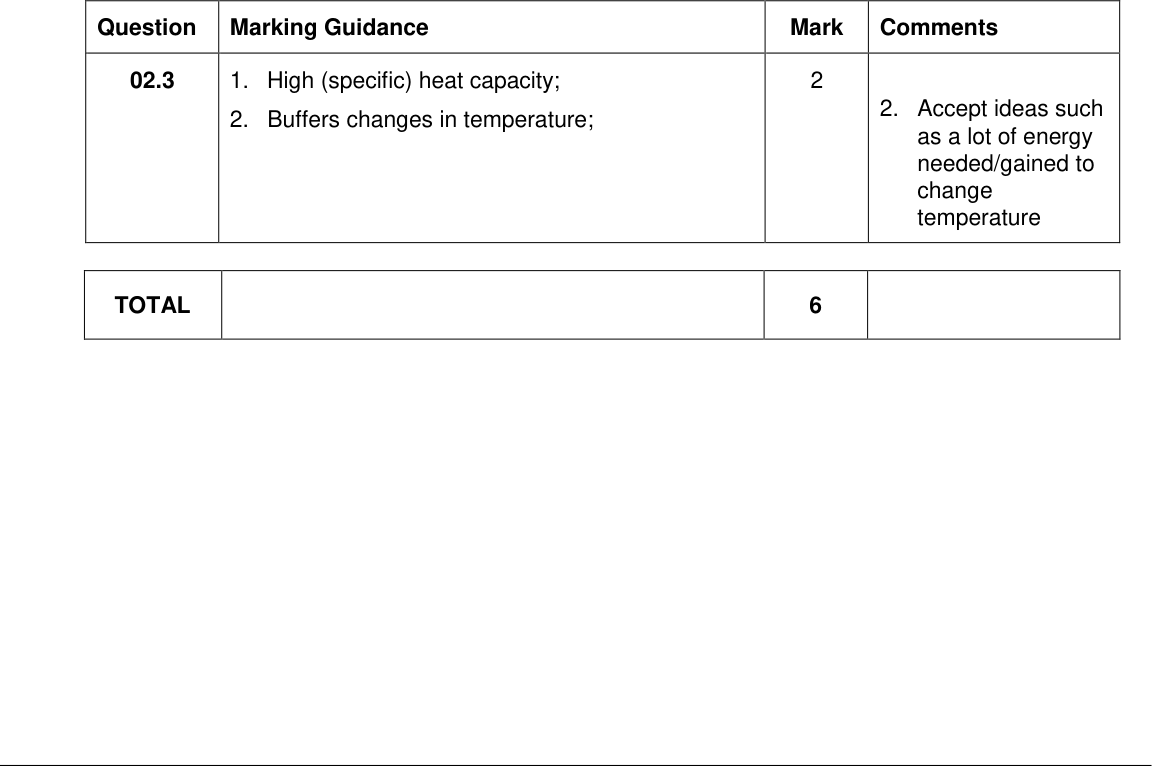 Question Marking Guidance Mark Comments
02.3 1. High (specific) heat capacity; 2
2. Buffers changes in temperature;
2. Accept ideas such
as a lot of energy
needed/gained to
change
temperature
TOTAL 6